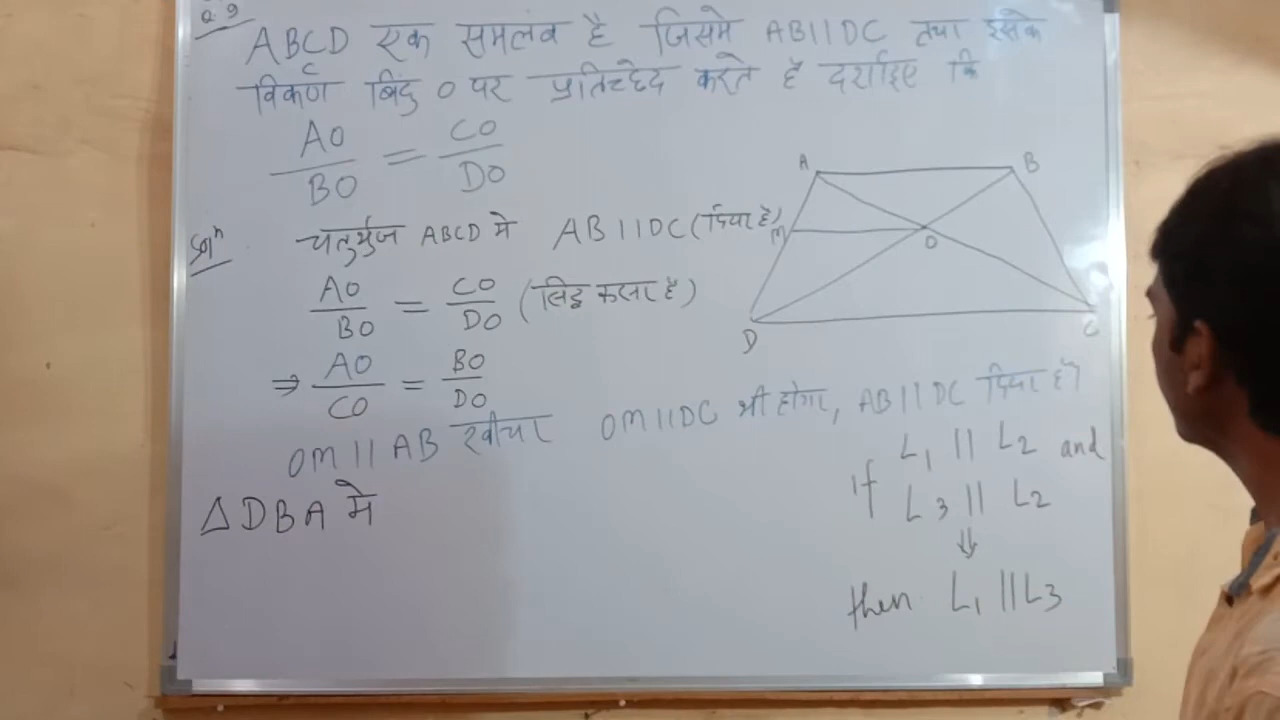 Q.9
ABCD एक समलंब है जिसमे AB||DC तथा इसके
विकर्ण बिंदु O पर प्रतिच्छेद करते है दर्शाइए कि
AO/BO = CO/DO
Solⁿ चतुर्भुज ABCD मे AB||DC (दिया है)
AO/BO = CO/DO (सिद्ध करना है)
⇒ AO/CO = BO/DO
OM||AB खींचा OM||DC भी होगा, AB||DC दिया है
ΔDBA मे
A B
M O
D C
if L₁ || L₂ and
L₃ || L₂
⇓
then L₁ || L₃